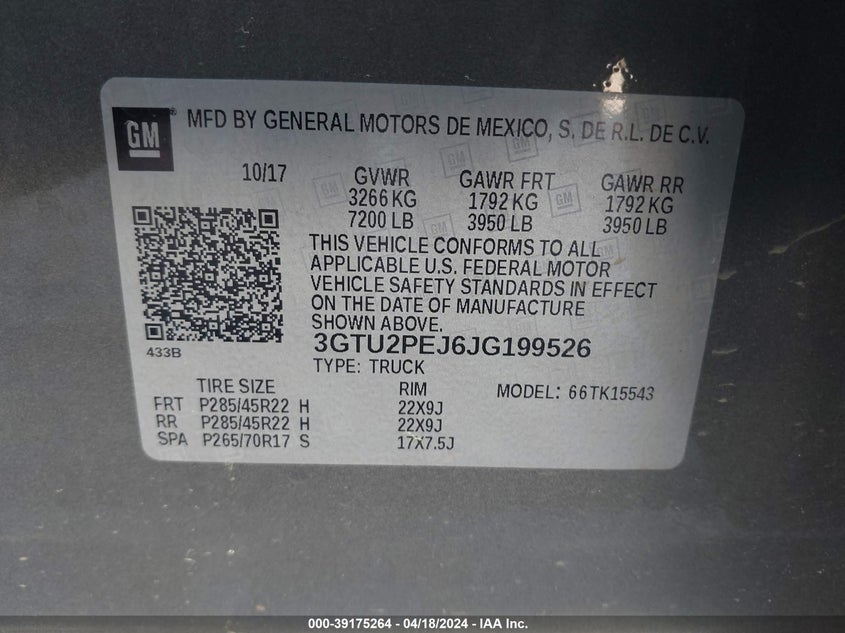 GM ® MFD BY GENERAL MOTORS DE MEXICO, S. DE R.L. DE C.V.
10/17 GVWR GAWR FRT GAWR RR
3266 KG 1792 KG 1792 KG
7200 LB 3950 LB 3950 LB
THIS VEHICLE CONFORMS TO ALL
APPLICABLE U.S. FEDERAL MOTOR
VEHICLE SAFETY STANDARDS IN EFFECT
ON THE DATE OF MANUFACTURE
SHOWN ABOVE.
433B
3GTU2PEJ6JG199526
TYPE: TRUCK
TIRE SIZE RIM MODEL: 66TK15543
FRT P285/45R22 H 22X9J
RR P285/45R22 H 22X9J
SPA P265/70R17 S 17X7.5J
000-39175264 - 04/18/2024 - IAA Inc.